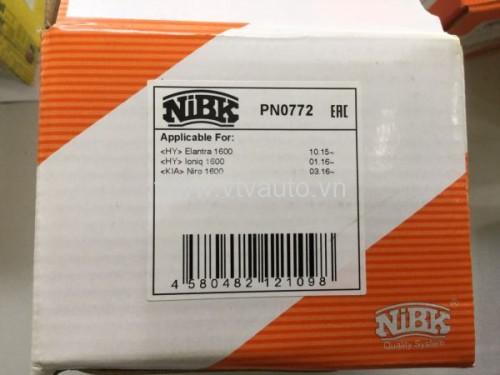 NiBK PN0772 EAC
Applicable For:
<HY> Elantra 1600 10.15~
<HY> Ioniq 1600 01.16~
<KIA> Niro 1600 03.16~
www.vtvauto.vn
4 580482 121098
NiBK ®
Quality System